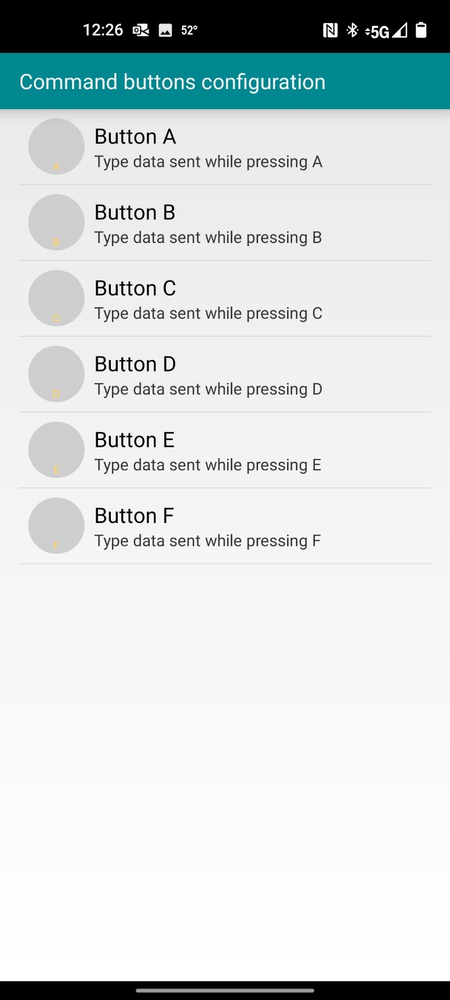 12:26 52° 5G
Command buttons configuration
A
Button A
Type data sent while pressing A
B
Button B
Type data sent while pressing B
C
Button C
Type data sent while pressing C
D
Button D
Type data sent while pressing D
E
Button E
Type data sent while pressing E
F
Button F
Type data sent while pressing F